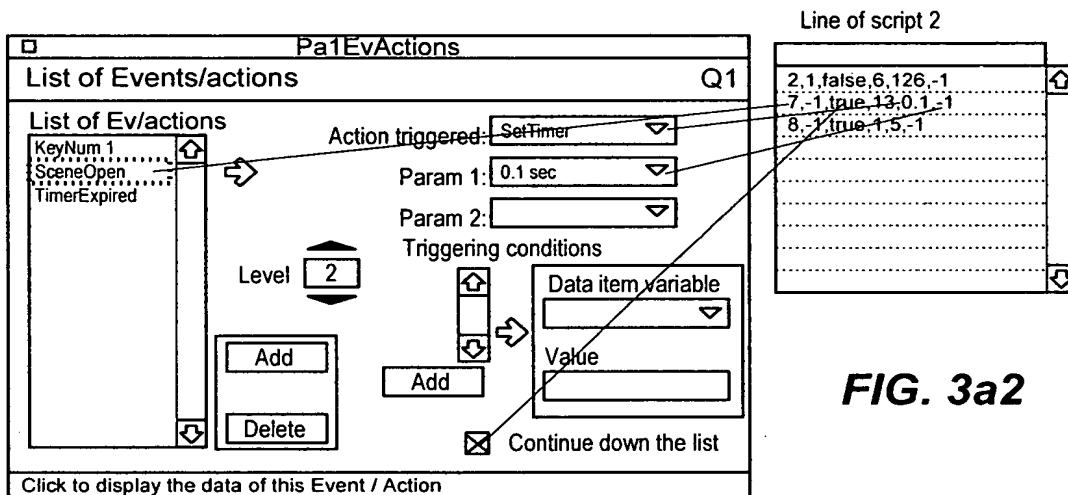 Line of script 2
Pa1EvActions
List of Events/actions Q1
2,1,false,6,126,-1
7,-1,true,13,0.1,-1
8,-1,true,1,5,-1
List of Ev/actions
KeyNum 1
SceneOpen
TimerExpired
Action triggered: SetTimer
Param 1: 0.1 sec
Param 2:
Triggering conditions
Level 2
Data item variable
Value
Add
Add
Delete
Continue down the list
Click to display the data of this Event / Action
FIG. 3a2